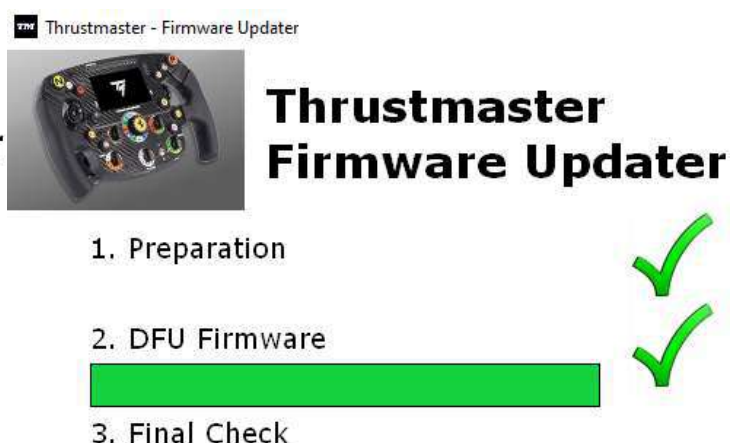 Thrustmaster - Firmware Updater
Thrustmaster
Firmware Updater
1. Preparation
2. DFU Firmware
3. Final Check